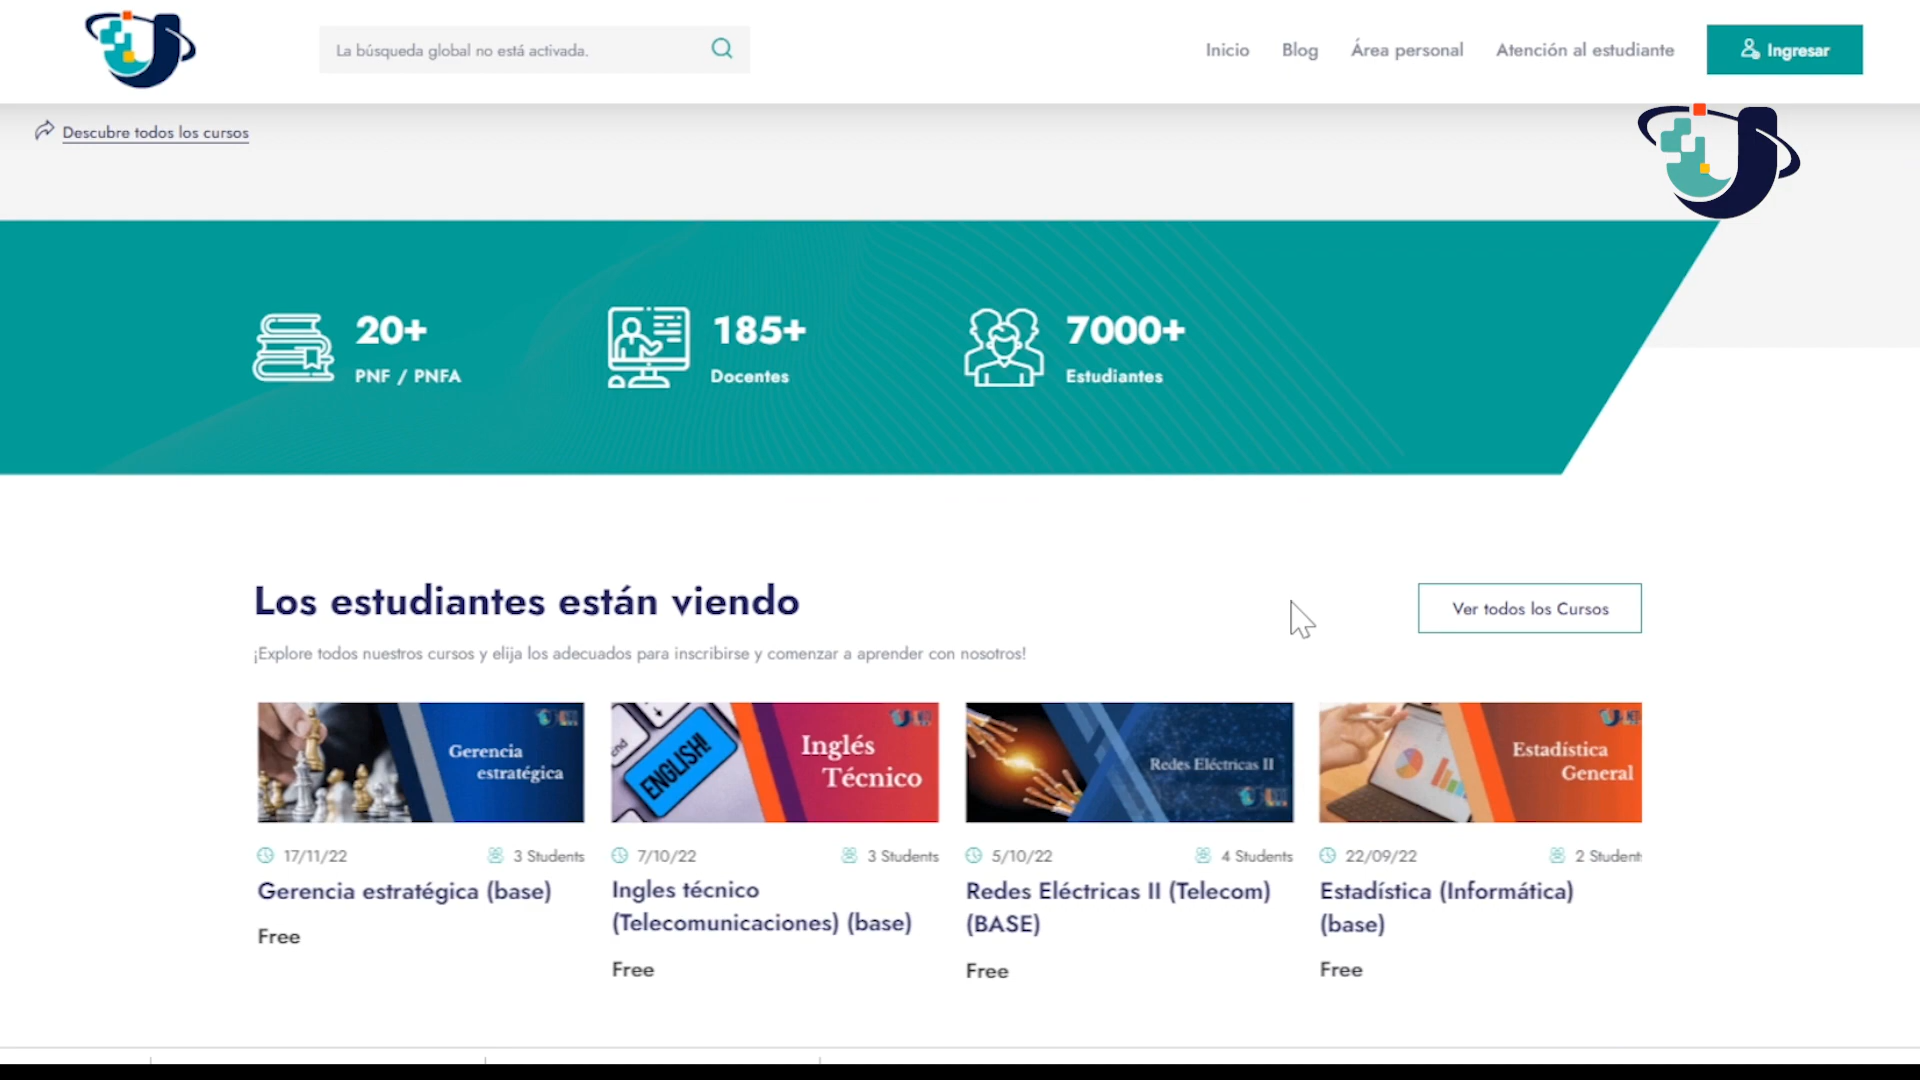 La búsqueda global no está activada.
Inicio
Blog
Área personal
Atención al estudiante
Ingresar
Descubre todos los cursos
20+
PNF / PNFA
185+
Docentes
7000+
Estudiantes
Los estudiantes están viendo
Ver todos los Cursos
¡Explore todos nuestros cursos y elija los adecuados para inscribirse y comenzar a aprender con nosotros!
Gerencia
estratégica
cnd
ENGLISH!
Inglés
Técnico
Redes Eléctricas II
Estadística
General
17/11/22
3 Students
7/10/22
3 Students
5/10/22
4 Students
22/09/22
2 Student
Gerencia estratégica (base)
Free
Ingles técnico
(Telecomunicaciones) (base)
Free
Redes Eléctricas II (Telecom)
(BASE)
Free
Estadística (Informática)
(base)
Free